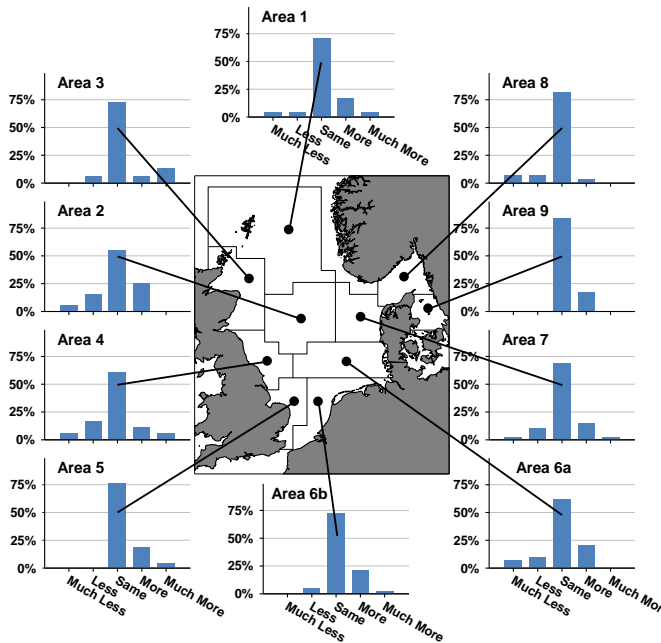 Area 1
75%
50%
25%
0%
Much Less
Less
Same
More
Much More
Area 3
75%
50%
25%
0%
Area 8
75%
50%
25%
0%
Area 2
75%
50%
25%
0%
Area 9
75%
50%
25%
0%
Area 4
75%
50%
25%
0%
Area 7
75%
50%
25%
0%
Area 5
75%
50%
25%
0%
Much Less
Less
Same
More
Much More
Area 6b
75%
50%
25%
0%
Much Less
Less
Same
More
Much More
Area 6a
75%
50%
25%
0%
Much Less
Less
Same
More
Much More